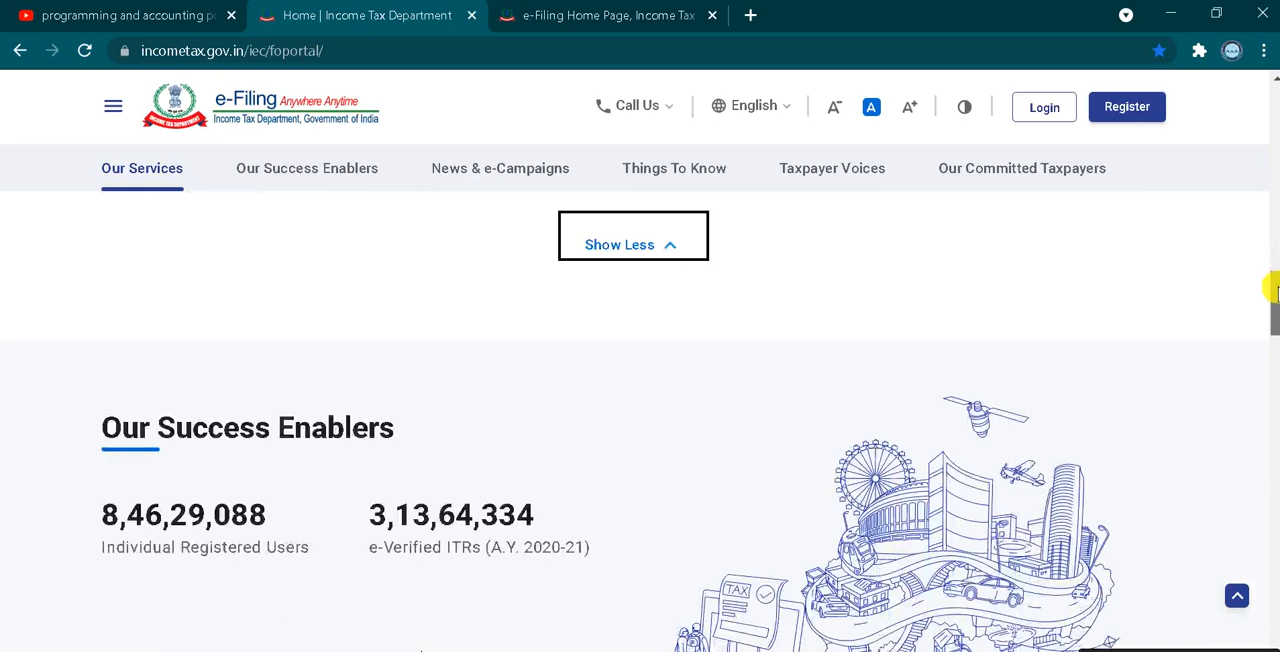 programming and accounting po
Home | Income Tax Department
e-Filing Home Page, Income Tax
incometax.gov.in/iec/foportal/
e-Filing Anywhere Anytime
Income Tax Department, Government of India
Call Us
English
A-
A
A+
Login
Register
Our Services
Our Success Enablers
News & e-Campaigns
Things To Know
Taxpayer Voices
Our Committed Taxpayers
Show Less
Our Success Enablers
8,46,29,088
3,13,64,334
Individual Registered Users
e-Verified ITRs (A.Y. 2020-21)
TAX